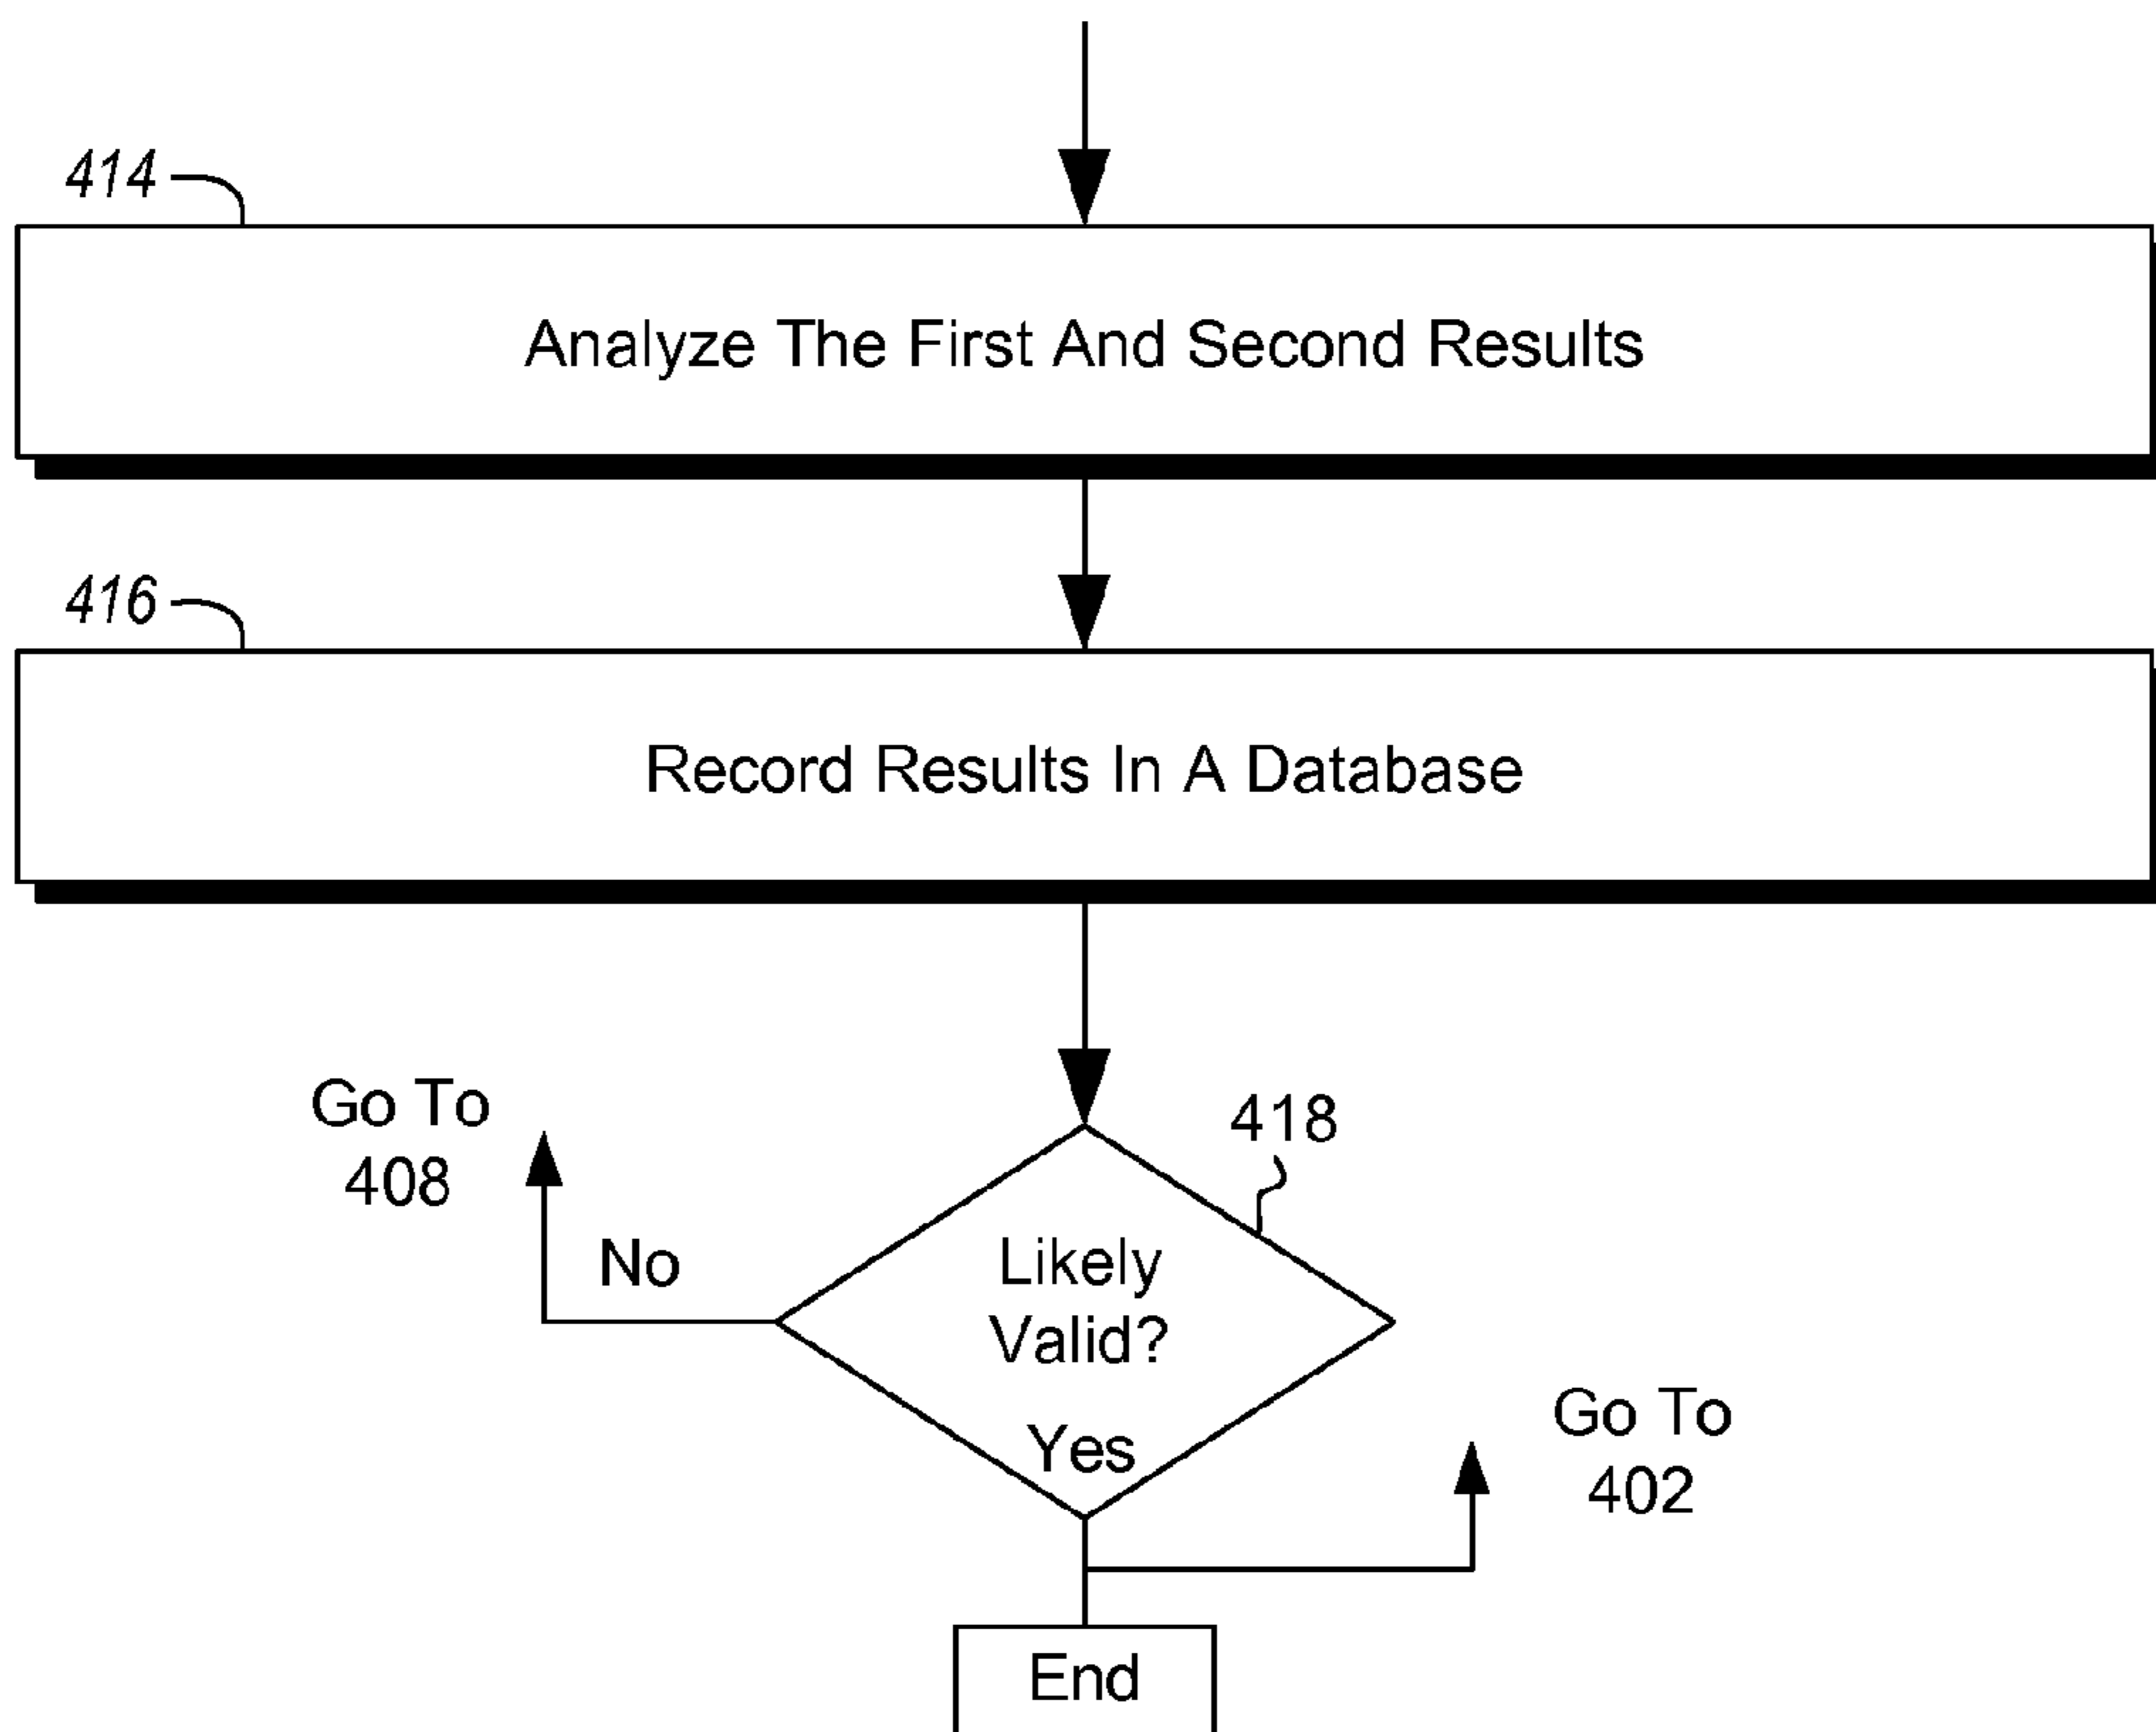 414
Analyze The First And Second Results
416
Record Results In A Database
Go To
408
418
No
Likely
Valid?
Yes
Go To
402
End